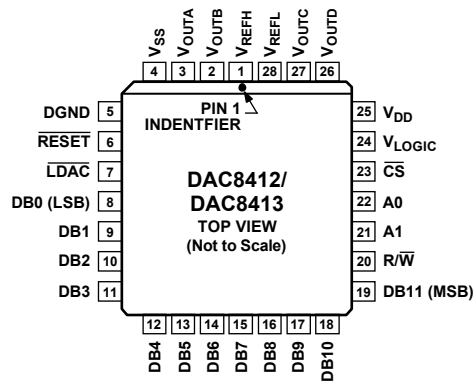 VSS VOUTA VOUTB VREFH VREFL VOUTC VOUTD
4 3 2 1 28 27 26
PIN 1
INDENTFIER
DGND 5
RESET 6
LDAC 7
DB0 (LSB) 8
DB1 9
DB2 10
DB3 11
DAC8412/
DAC8413
TOP VIEW
(Not to Scale)
25 VDD
24 VLOGIC
23 CS
22 A0
21 A1
20 R/W
19 DB11 (MSB)
12 13 14 15 16 17 18
DB4 DB5 DB6 DB7 DB8 DB9 DB10